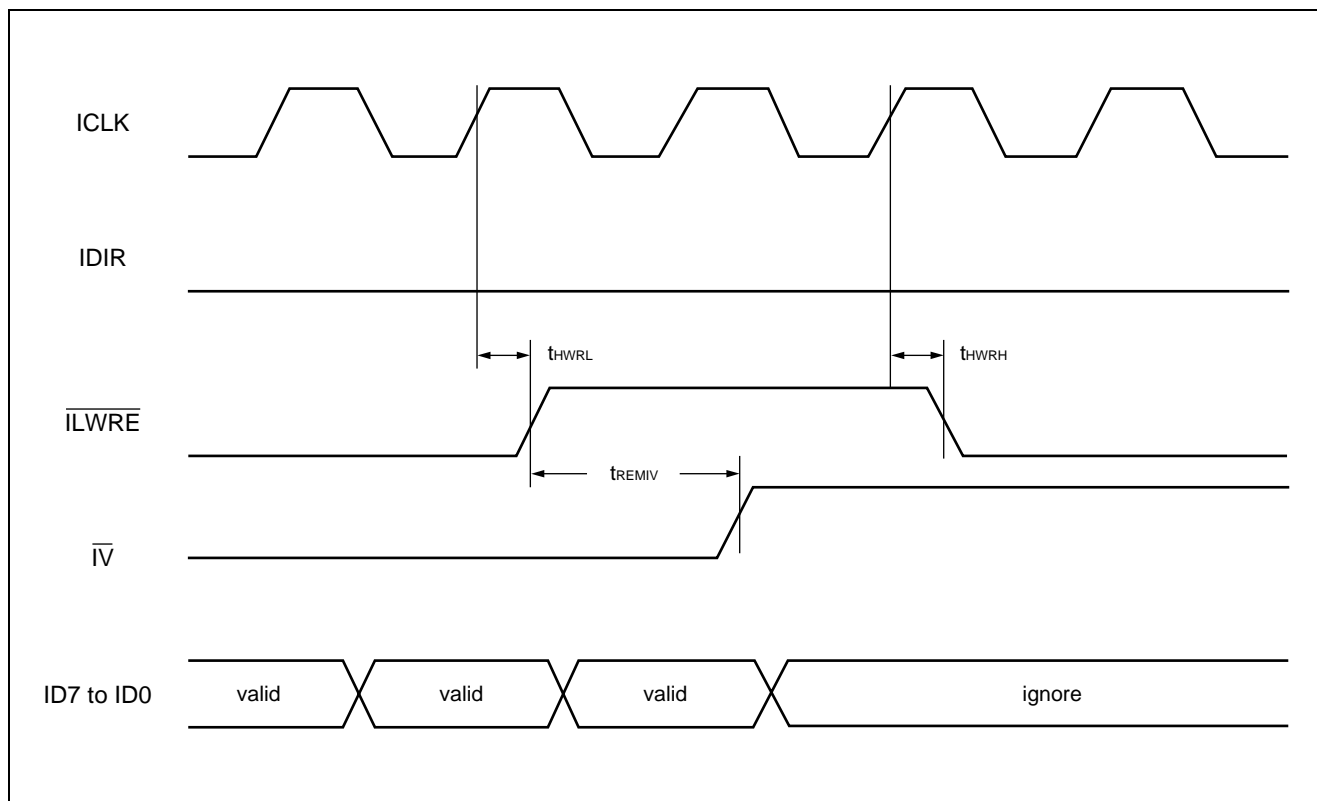 ICLK
IDIR
tHWRL
tHWRH
ILWRE
tREMIV
IV
ID7 to ID0
valid
valid
valid
ignore